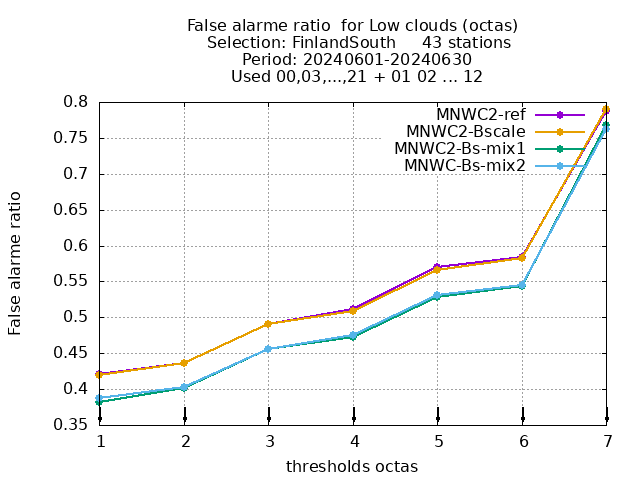 False alarme ratio  for Low clouds (octas)
Selection: FinlandSouth     43 stations
Period: 20240601-20240630
Used 00,03,...,21 + 01 02 ... 12
MNWC2-ref
MNWC2-Bscale
MNWC2-Bs-mix1
MNWC-Bs-mix2
False alarme ratio
0.8
0.75
0.7
0.65
0.6
0.55
0.5
0.45
0.4
0.35
1 2 3 4 5 6 7
thresholds octas